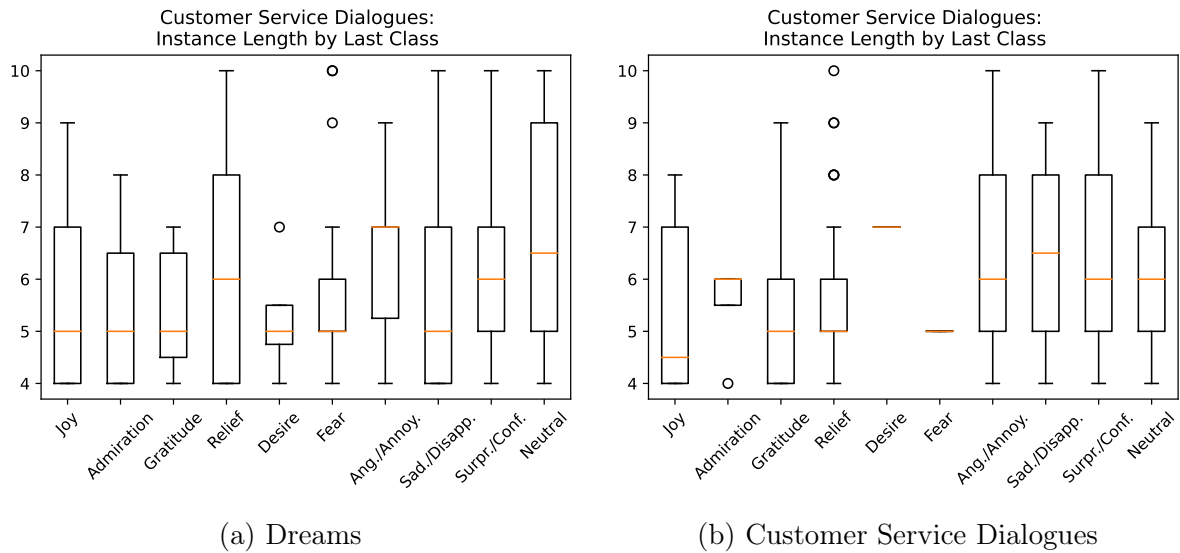 Customer Service Dialogues:
Instance Length by Last Class
10
9
8
7
6
5
4
Joy
Admiration
Gratitude
Relief
Desire
Fear
Ang./Annoy.
Sad./Disapp.
Surpr./Conf.
Neutral
(a) Dreams
Customer Service Dialogues:
Instance Length by Last Class
10
9
8
7
6
5
4
Joy
Admiration
Gratitude
Relief
Desire
Fear
Ang./Annoy.
Sad./Disapp.
Surpr./Conf.
Neutral
(b) Customer Service Dialogues